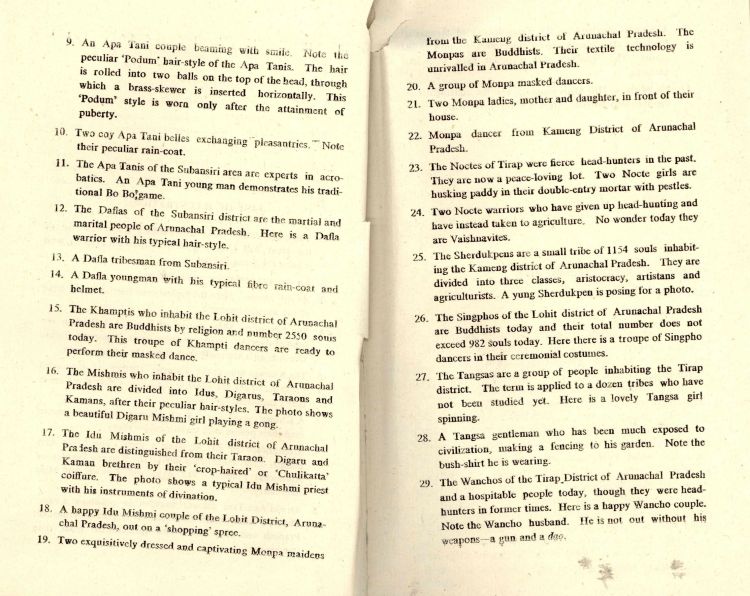 9. An Apa Tani couple beaming with smile. Note the
peculiar 'Podum' hair-style of the Apa Tanis. The hair
is rolled into two balls on the top of the head, through
which a brass-skewer is inserted horizontally. This
'Podum' style is worn only after the attainment of
puberty.
10. Two coy Apa Tani belles exchanging pleasantries. Note
their peculiar rain-coat.
11. The Apa Tanis of the Subansiri area are experts in acro-
batics. An Apa Tani young man demonstrates his tradi-
tional Bo Bo game.
12. The Daflas of the Subansiri district are the martial and
marital people of Arunachal Pradesh. Here is a Dafla
warrior with his typical hair-style.
13. A Dafla tribesman from Subansiri.
14. A Dafla youngman with his typical fibre rain-coat and
helmet.
15. The Khamptis who inhabit the Lohit district of Arunachal
Pradesh are Buddhists by religion and number 2550 souls
today. This troupe of Khampti dancers are ready to
perform their masked dance.
16. The Mishmis who inhabit the Lohit district of Arunachal
Pradesh are divided into Idus, Digarus, Taraons and
Kamans, after their peculiar hair-styles. The photo shows
a beautiful Digaru Mishmi girl playing a gong.
17. The Idu Mishmis of the Lohit district of Arunachal
Pradesh are distinguished from their Taraon. Digaru and
Kaman brethren by their 'crop-haired' or 'Chulikatta'
coiffure. The photo shows a typical Idu Mishmi priest
with his instruments of divination.
18. A happy Idu Mishmi couple of the Lohit District, Aruna-
chal Pradesh, out on a 'shopping' spree.
19. Two exquisitively dressed and captivating Monpa maidens
from the Kameng district of Arunachal Pradesh. The
Monpas are Buddhists. Their textile technology is
unrivalled in Arunachal Pradesh.
20. A group of Monpa masked dancers.
21. Two Monpa ladies, mother and daughter, in front of their
house.
22. Monpa dancer from Kameng District of Arunachal
Pradesh.
23. The Noctes of Tirap were fierce head-hunters in the past.
They are now a peace-loving lot. Two Nocte girls are
husking paddy in their double-entry mortar with pestles.
24. Two Nocte warriors who have given up head-hunting and
have instead taken to agriculture. No wonder today they
are Vaishnavites.
25. The Sherdukpens are a small tribe of 1154 souls inhabit-
ing the Kameng district of Arunachal Pradesh. They are
divided into three classes, aristocracy, artistans and
agriculturists. A yung Sherdukpen is posing for a photo.
26. The Singphos of the Lohit district of Arunachal Pradesh
are Buddhists today and their total number does not
exceed 982 souls today. Here there is a troupe of Singpho
dancers in their ceremonial costumes.
27. The Tangsas are a group of people inhabiting the Tirap
district. The term is applied to a dozen tribes who have
not been studied yet. Here is a lovely Tangsa girl
spinning.
28. A Tangsa gentleman who has been much exposed to
civilization, making a fencing to his garden. Note the
bush-shirt he is wearing.
29. The Wanchos of the Tirap District of Arunachal Pradesh
and a hospitable people today, though they were head-
hunters in former times. Here is a happy Wancho couple.
Note the Wancho husband. He is not out without his
weapons—a gun and a dao.